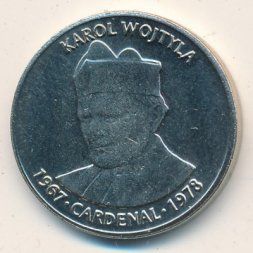 KAROL WOJTYLA
1967 · CARDENAL · 1978